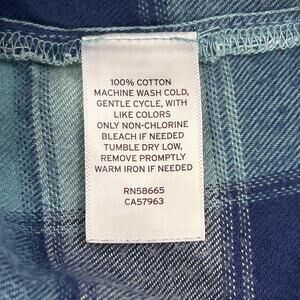 100% COTTON
MACHINE WASH COLD,
GENTLE CYCLE, WITH
LIKE COLORS
ONLY NON-CHLORINE
BLEACH IF NEEDED
TUMBLE DRY LOW,
REMOVE PROMPTLY
WARM IRON IF NEEDED
RN58665
CA57963